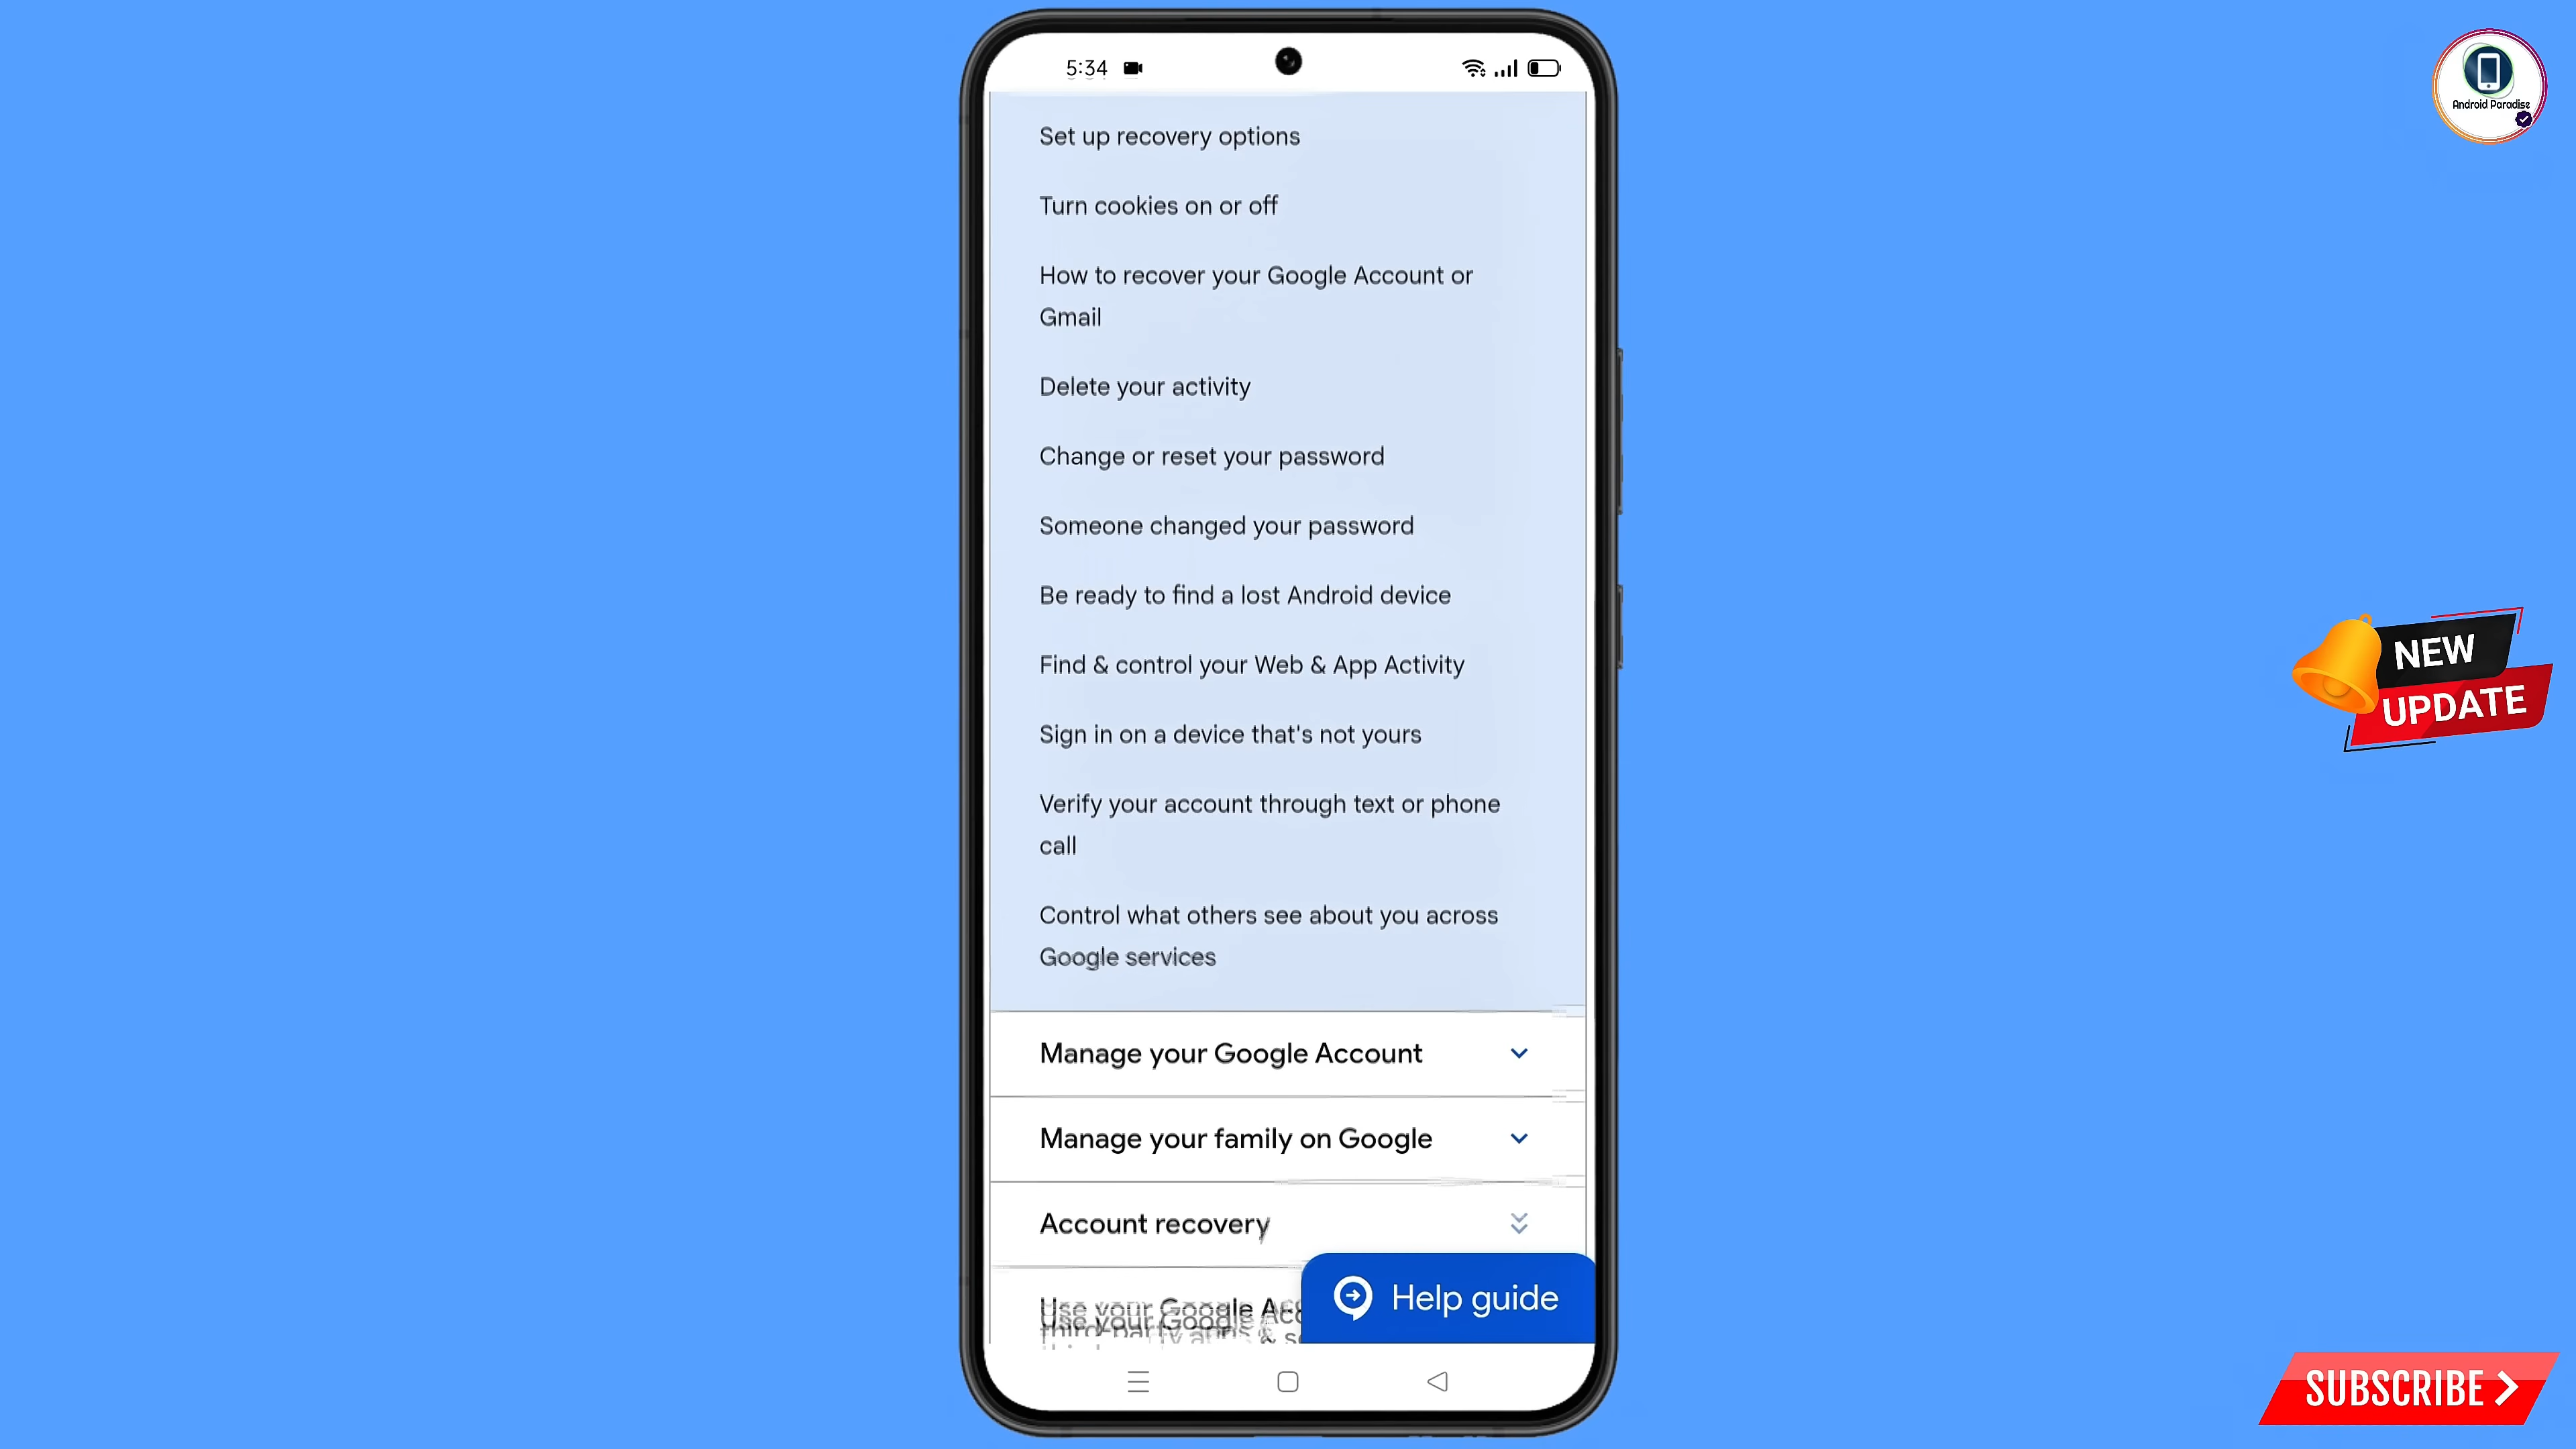 5:34
Android Paradise
Set up recovery options
Turn cookies on or off
How to recover your Google Account or
Gmail
Delete your activity
Change or reset your password
Someone changed your password
Be ready to find a lost Android device
Find & control your Web & App Activity
Sign in on a device that's not yours
Verify your account through text or phone
call
Control what others see about you across
Google services
Manage your Google Account
Manage your family on Google
Account recovery
Use your Google
third-party apps &
Help guide
NEW
UPDATE
SUBSCRIBE